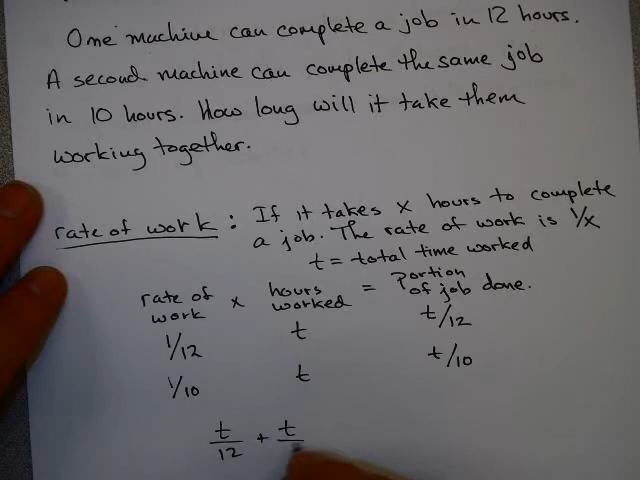 One machine can complete a job in 12 hours.
A second machine can complete the same job
in 10 hours. How long will it take them
working together.
rate of work : If it takes x hours to complete
a job. The rate of work is 1/x
t = total time worked
rate of work x hours worked = Portion of job done.
1/12 t t/12
1/10 t t/10
t/12 + t/